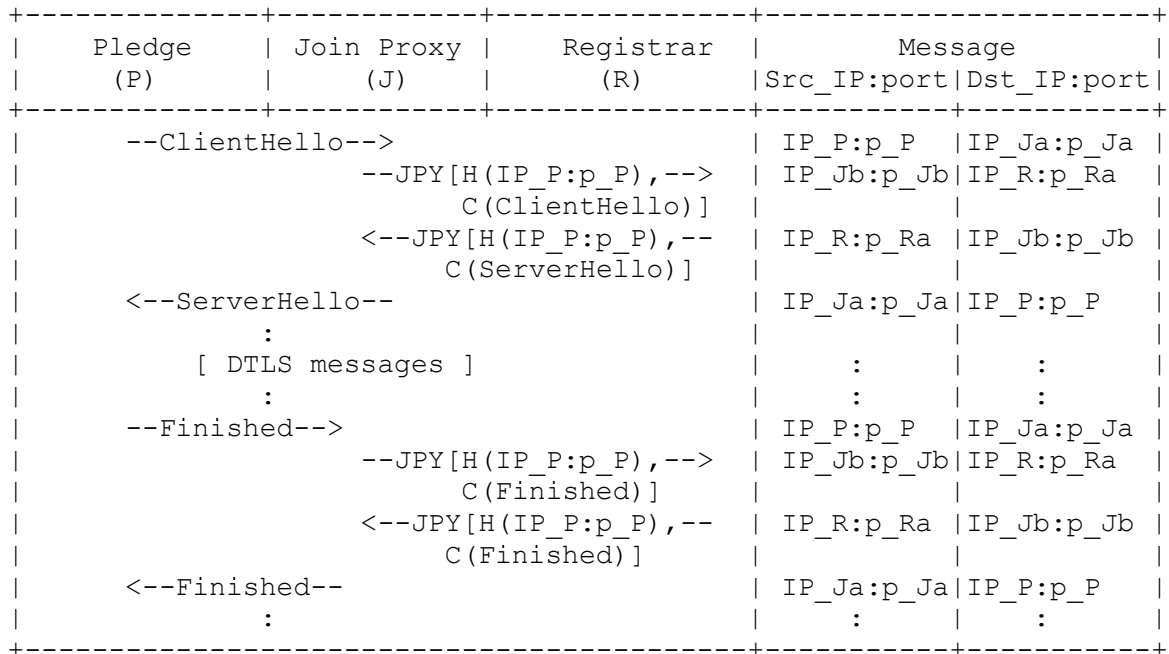 +--------------+------------+---------------+-----------------------+
|    Pledge    | Join Proxy |    Registrar  |        Message        |
|     (P)      |     (J)    |       (R)     |Src_IP:port|Dst_IP:port|
+--------------+------------+---------------+-----------+-----------+
|      --ClientHello-->                     | IP_P:p_P  |IP_Ja:p_Ja |
|                    --JPY[H(IP_P:p_P),-->  | IP_Jb:p_Jb|IP_R:p_Ra  |
|                          C(ClientHello)]  |           |           |
|                    <--JPY[H(IP_P:p_P),--  | IP_R:p_Ra |IP_Jb:p_Jb |
|                         C(ServerHello)]   |           |           |
|      <--ServerHello--                     | IP_Ja:p_Ja|IP_P:p_P   |
|              :                            |           |           |
|          [ DTLS messages ]                |     :     |    :      |
|              :                            |     :     |    :      |
|      --Finished-->                        | IP_P:p_P  |IP_Ja:p_Ja |
|                    --JPY[H(IP_P:p_P),-->  | IP_Jb:p_Jb|IP_R:p_Ra  |
|                          C(Finished)]     |           |           |
|                    <--JPY[H(IP_P:p_P),--  | IP_R:p_Ra |IP_Jb:p_Jb |
|                         C(Finished)]      |           |           |
|      <--Finished--                        | IP_Ja:p_Ja|IP_P:p_P   |
|              :                            |     :     |    :      |
+-------------------------------------------+-----------+-----------+